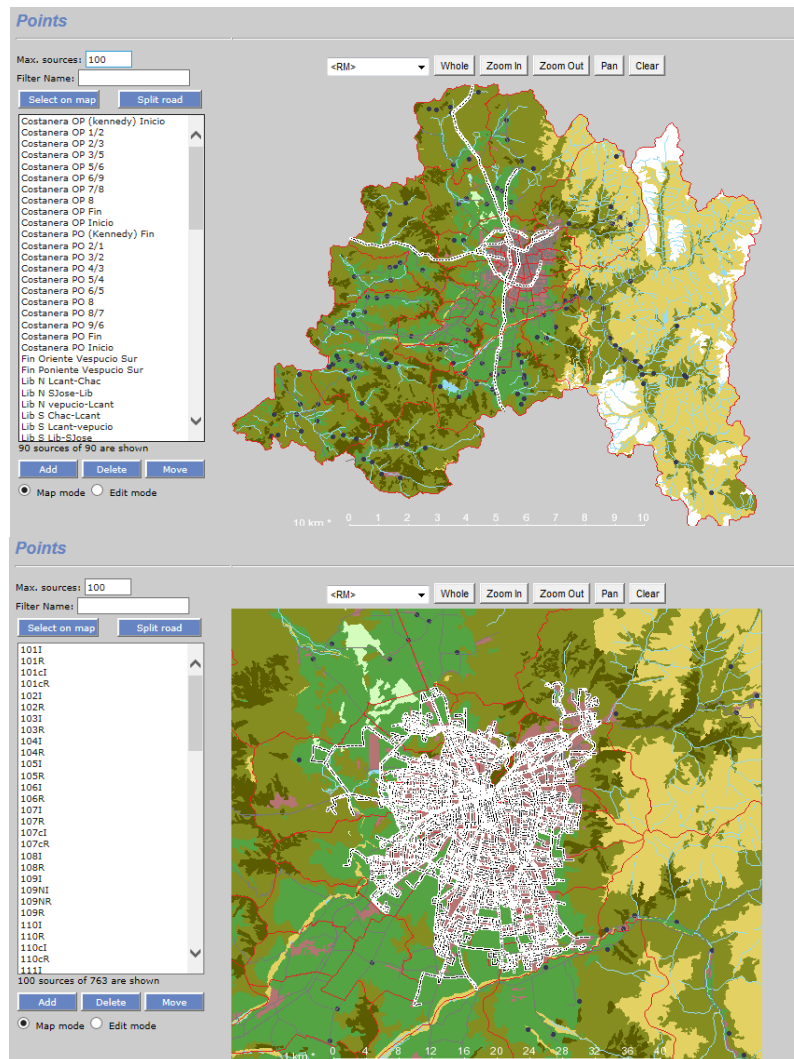 Points
Max. sources: 100
Filter Name:
Select on map Split road
<RM> Whole Zoom In Zoom Out Pan Clear
Costanera OP (kennedy) Inicio
Costanera OP 1/2
Costanera OP 2/3
Costanera OP 3/5
Costanera OP 5/6
Costanera OP 6/9
Costanera OP 7/8
Costanera OP 8
Costanera OP Fin
Costanera OP Inicio
Costanera PO (Kennedy) Fin
Costanera PO 2/1
Costanera PO 3/2
Costanera PO 4/3
Costanera PO 5/4
Costanera PO 6/5
Costanera PO 8
Costanera PO 8/7
Costanera PO 9/6
Costanera PO Fin
Costanera PO Inicio
Fin Oriente Vespucio Sur
Fin Poniente Vespucio Sur
Lib N Lcant-Chac
Lib N SJose-Lib
Lib N vepucio-Lcant
Lib S Chac-Lcant
Lib S Lcant-vepucio
Lib S Lib-SJose
90 sources of 90 are shown
Add Delete Move
Map mode Edit mode
10 km * 0 1 2 3 4 5 6 7 8 9 10
Points
Max. sources: 100
Filter Name:
Select on map Split road
<RM> Whole Zoom In Zoom Out Pan Clear
101I
101R
101cI
101cR
102I
102R
103I
103R
104I
104R
105I
105R
106I
106R
107I
107R
107cI
107cR
108I
108R
109I
109NI
109NR
109R
110I
110R
110cI
110cR
111I
100 sources of 763 are shown
Add Delete Move
Map mode Edit mode
1 km * 0 4 8 12 16 20 24 28 32 36 40